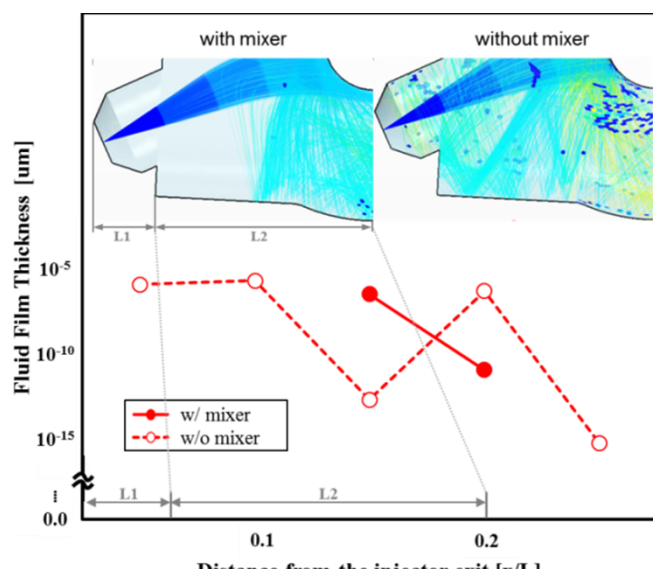 with mixer
without mixer
L1
L2
Fluid Film Thickness [um]
10-5
10-10
10-15
0.0
w/ mixer
w/o mixer
L1
L2
0.1
0.2
Distance from the injector exit [r/L]